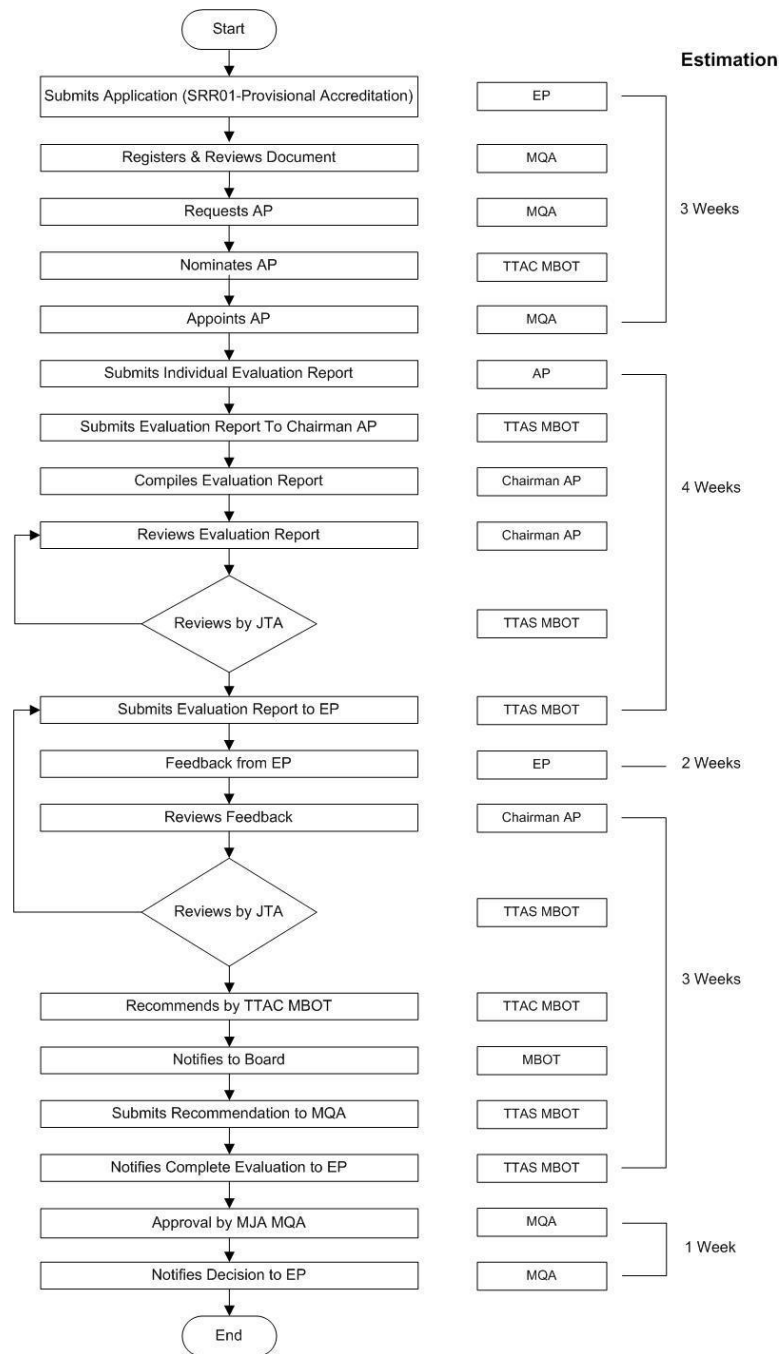 Start
Estimation
Submits Application (SRR01-Provisional Accreditation)
EP
Registers & Reviews Document
MQA
Requests AP
MQA
3 Weeks
Nominates AP
TTAC MBOT
Appoints AP
MQA
Submits Individual Evaluation Report
AP
Submits Evaluation Report To Chairman AP
TTAS MBOT
Compiles Evaluation Report
Chairman AP
4 Weeks
Reviews Evaluation Report
Chairman AP
Reviews by JTA
TTAS MBOT
Submits Evaluation Report to EP
TTAS MBOT
Feedback from EP
EP
2 Weeks
Reviews Feedback
Chairman AP
Reviews by JTA
TTAS MBOT
3 Weeks
Recommends by TTAC MBOT
TTAC MBOT
Notifies to Board
MBOT
Submits Recommendation to MQA
TTAS MBOT
Notifies Complete Evaluation to EP
TTAS MBOT
Approval by MJA MQA
MQA
1 Week
Notifies Decision to EP
MQA
End